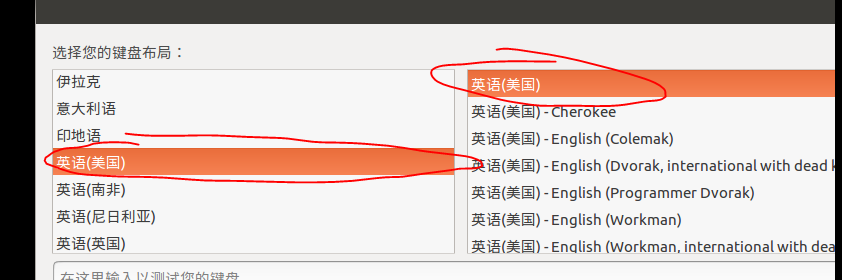 选择您的键盘布局：
伊拉克
意大利语
印地语
英语(美国)
英语(南非)
英语(尼日利亚)
英语(英国)
英语(美国)
英语(美国) - Cherokee
英语(美国) - English (Colemak)
英语(美国) - English (Dvorak, international with dead
英语(美国) - English (Programmer Dvorak)
英语(美国) - English (Workman)
英语(美国) - English (Workman, international with dea
在这里输入以测试您的键盘